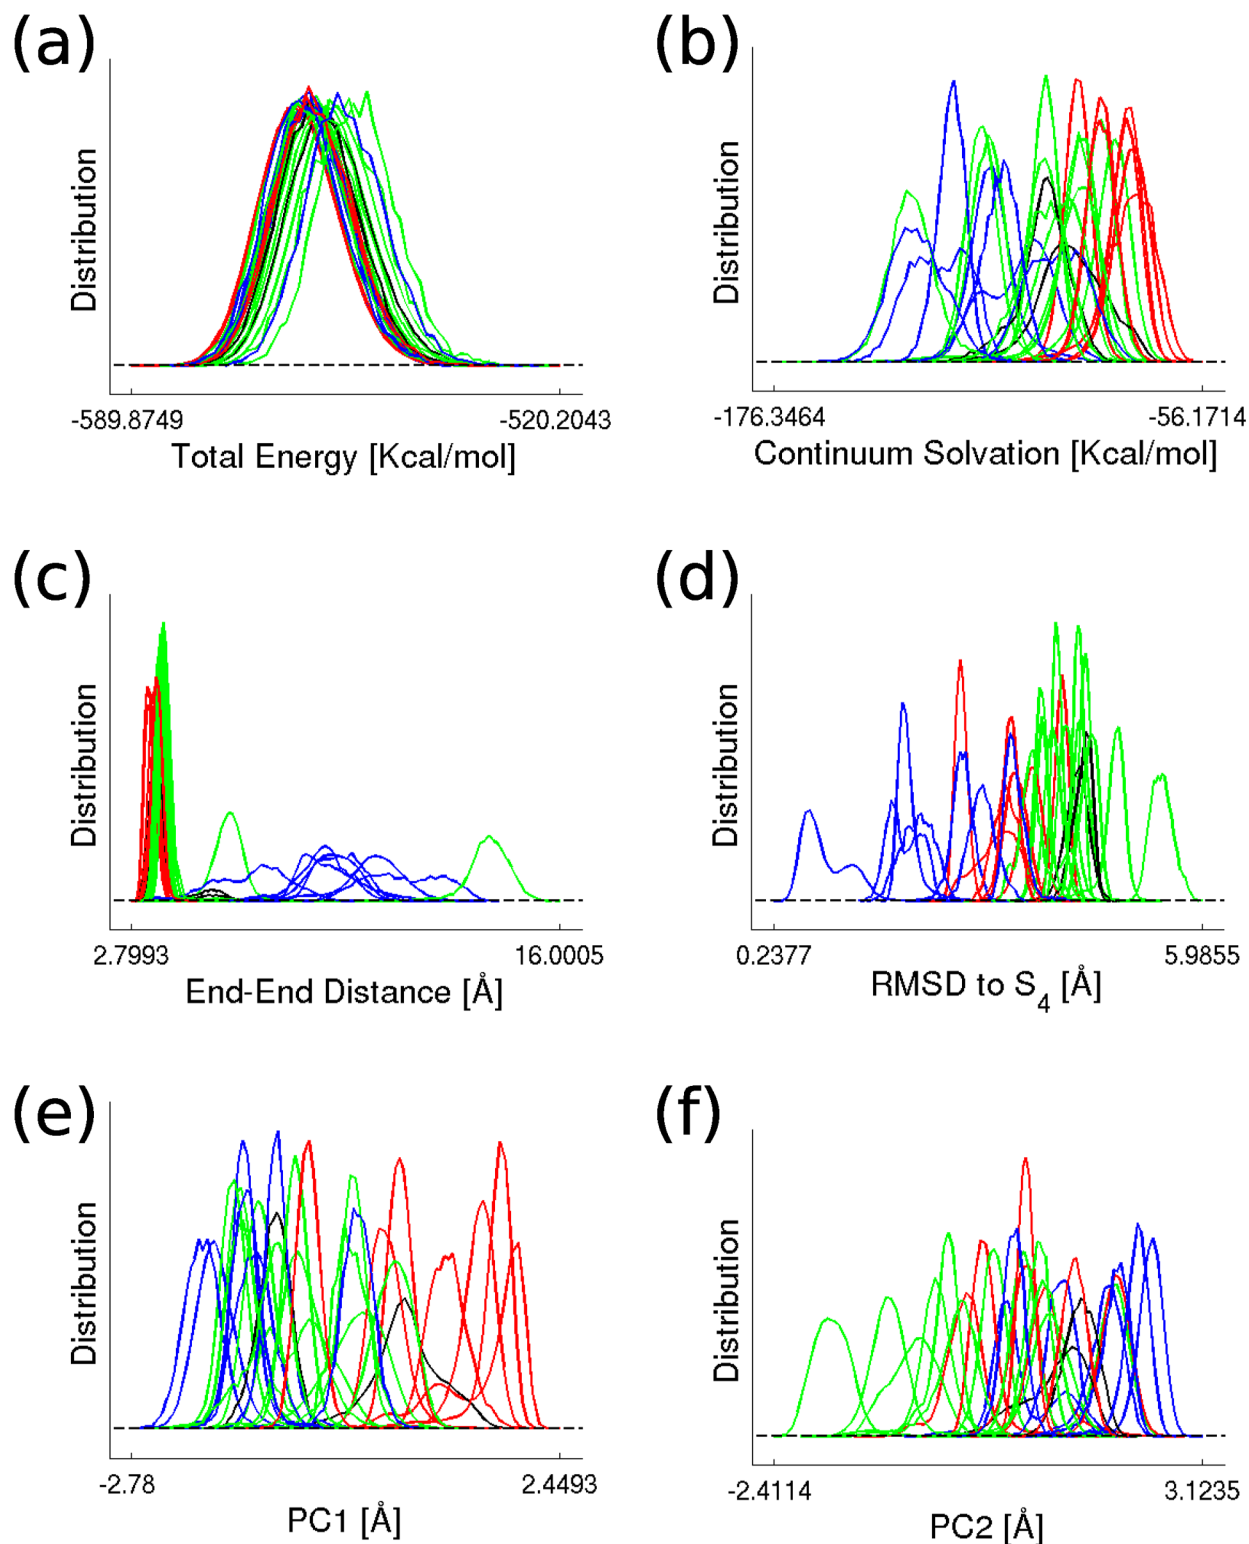 (a)
Distribution
-589.8749
-520.2043
Total Energy [Kcal/mol]
(b)
Distribution
-176.3464
-56.1714
Continuum Solvation [Kcal/mol]
(c)
Distribution
2.7993
16.0005
End-End Distance [Å]
(d)
Distribution
0.2377
5.9855
RMSD to S4 [Å]
(e)
Distribution
-2.78
2.4493
PC1 [Å]
(f)
Distribution
-2.4114
3.1235
PC2 [Å]